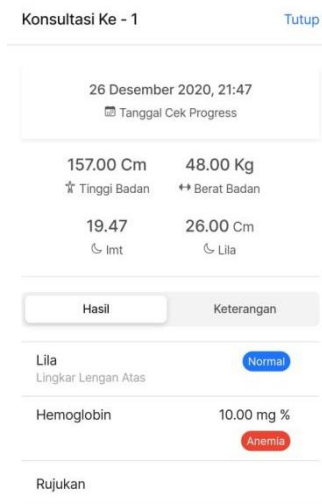 Konsultasi Ke - 1 Tutup
26 Desember 2020, 21:47
Tanggal Cek Progress
157.00 Cm 48.00 Kg
Tinggi Badan Berat Badan
19.47 26.00 Cm
Imt Lila
Hasil Keterangan
Lila Normal
Lingkar Lengan Atas
Hemoglobin 10.00 mg %
Anemia
Rujukan